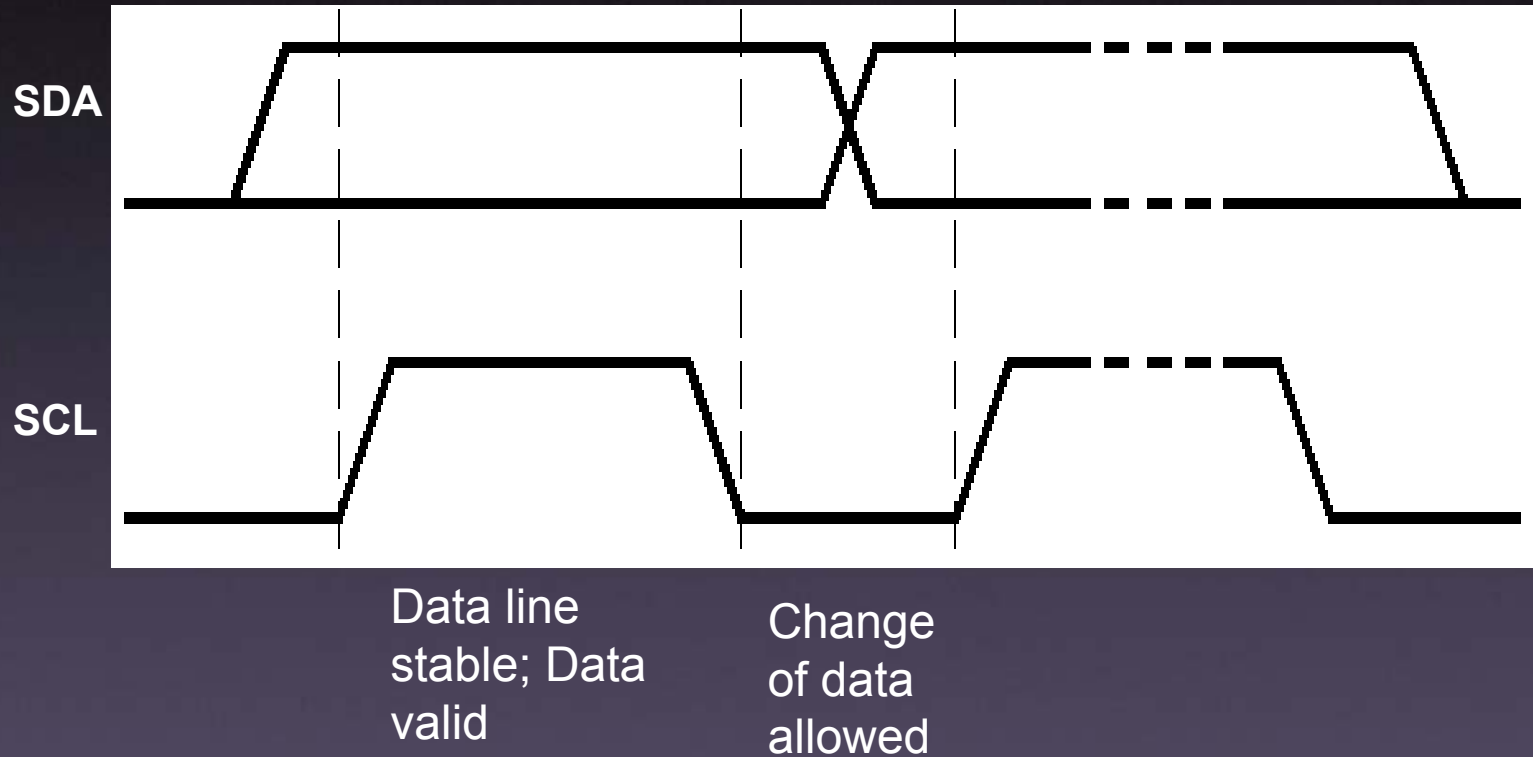 SDA
SCL
Data line
stable; Data
valid
Change
of data
allowed